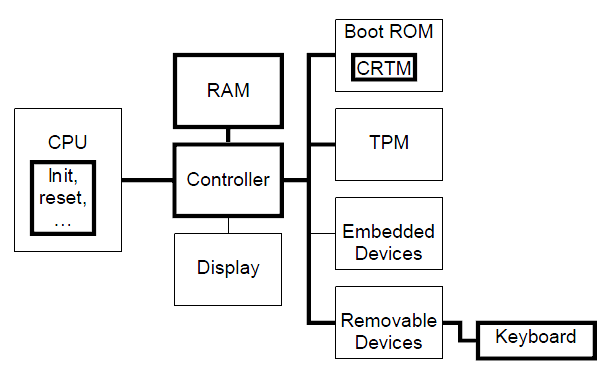 Boot ROM
CRTM
RAM
CPU
Init,
reset,
...
TPM
Controller
Embedded
Devices
Display
Removable
Devices
Keyboard